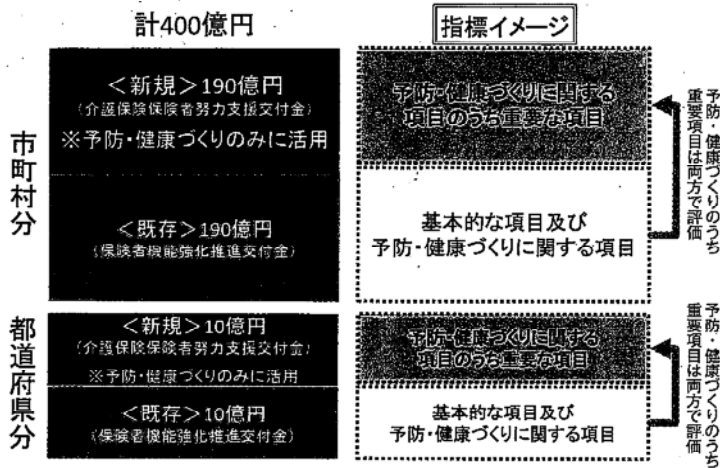 計400億円
指標イメージ
市町村分
＜新規＞190億円
(介護保険保険者努力支援交付金)
※予防・健康づくりのみに活用
＜既存＞190億円
(保険者機能強化推進交付金)
予防・健康づくりに関する
項目のうち重要な項目
基本的な項目及び
予防・健康づくりに関する項目
予防・健康づくりのうち
重要項目は両方で評価
都道府県分
＜新規＞10億円
(介護保険保険者努力支援交付金)
※予防・健康づくりのみに活用
＜既存＞10億円
(保険者機能強化推進交付金)
予防・健康づくりに関する
項目のうち重要な項目
基本的な項目及び
予防・健康づくりに関する項目
予防・健康づくりのうち
重要項目は両方で評価